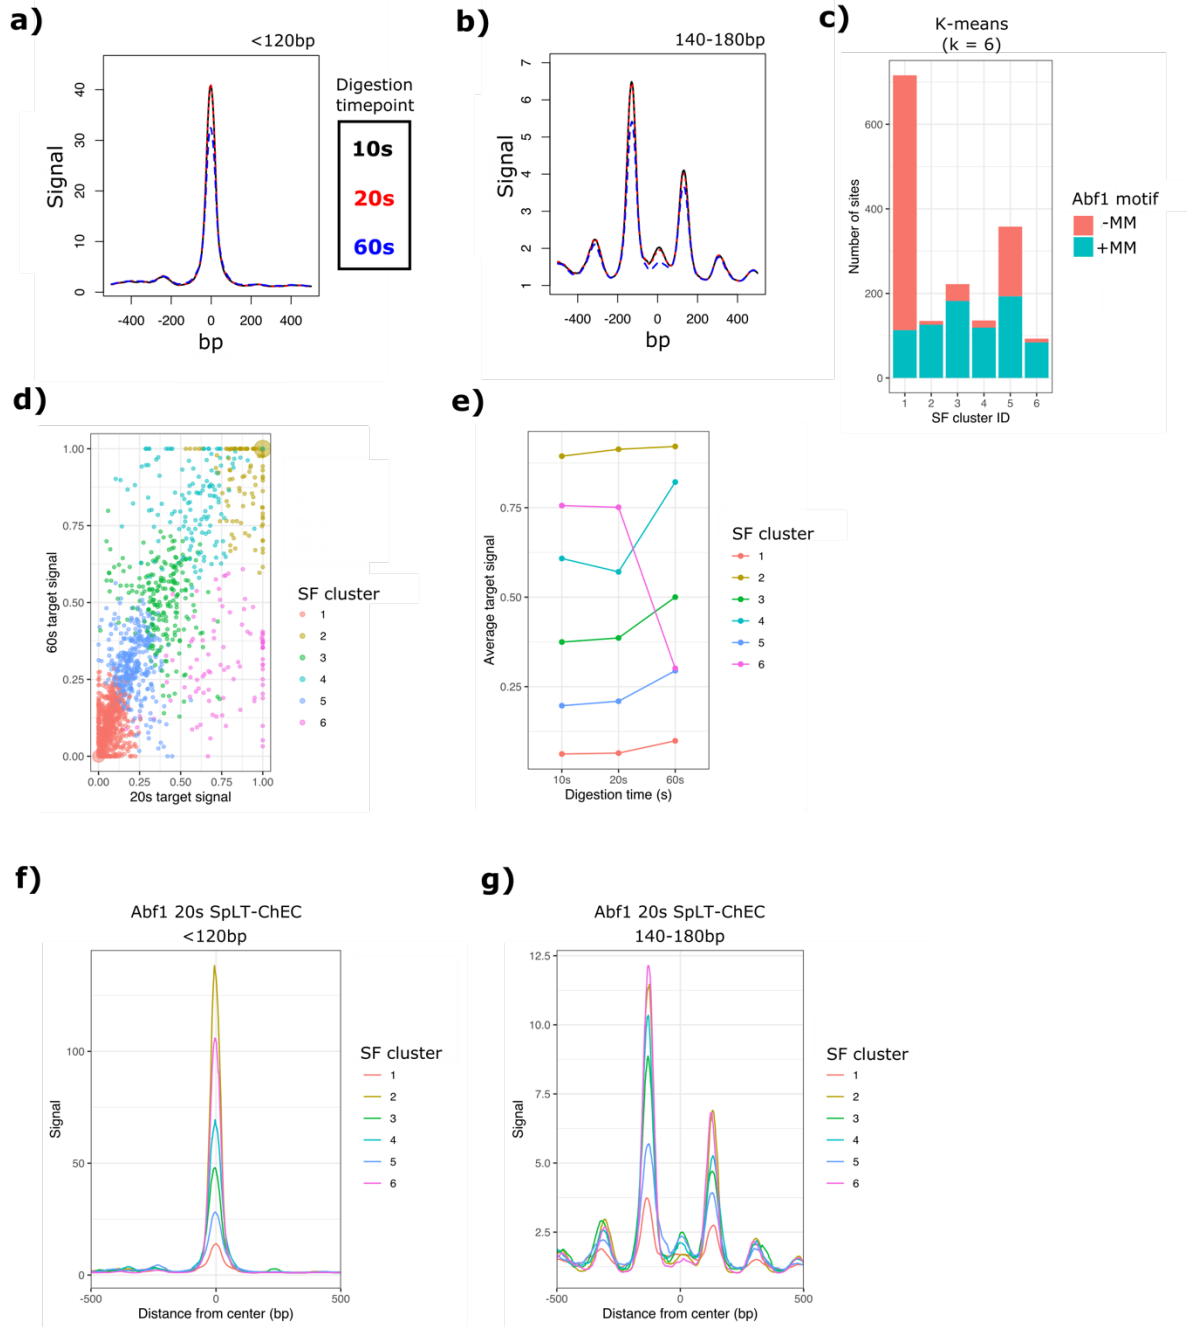 a)
<120bp
40
30
20
10
0
Signal
-400
-200
0
200
400
bp
Digestion
timepoint
10s
20s
60s
b)
140-180bp
7
6
5
4
3
2
1
Signal
-400
-200
0
200
400
bp
c)
K-means
(k = 6)
600
400
200
0
Number of sites
1
2
3
4
5
6
SF cluster ID
Abf1 motif
-MM
+MM
d)
1.00
0.75
0.50
0.25
0.00
60s target signal
0.00
0.25
0.50
0.75
1.00
20s target signal
SF cluster
1
2
3
4
5
6
e)
0.75
0.50
0.25
Average target signal
10s
20s
60s
Digestion time (s)
SF cluster
1
2
3
4
5
6
f)
Abf1 20s SpLT-ChEC
<120bp
100
50
0
Signal
-500
0
500
Distance from center (bp)
SF cluster
1
2
3
4
5
6
g)
Abf1 20s SpLT-ChEC
140-180bp
12.5
10.0
7.5
5.0
2.5
Signal
-500
0
500
Distance from center (bp)
SF cluster
1
2
3
4
5
6